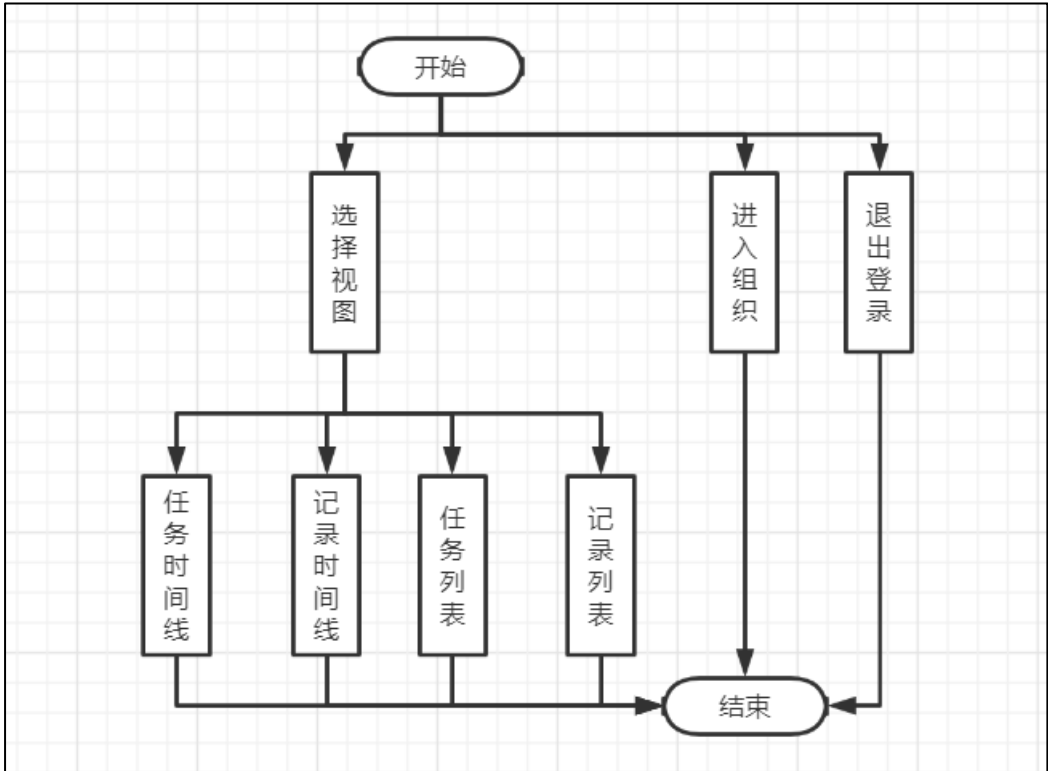 开始
选择视图
进入组织
退出登录
任务时间线
记录时间线
任务列表
记录列表
结束